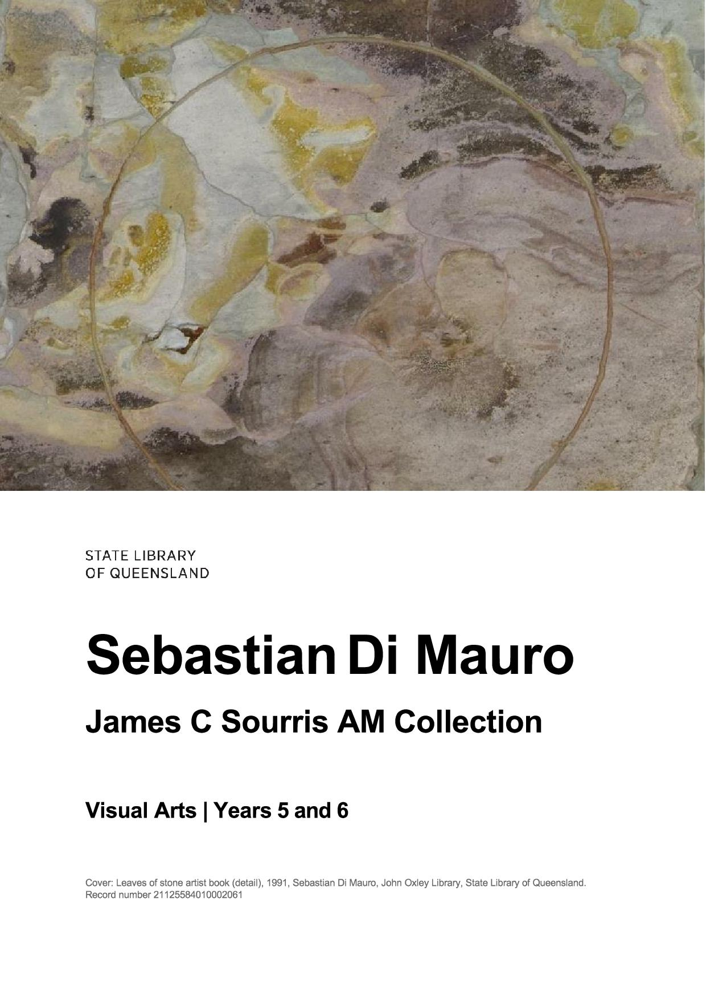 STATE LIBRARY
OF QUEENSLAND
Sebastian Di Mauro
James C Sourris AM Collection
Visual Arts | Years 5 and 6
Cover: Leaves of stone artist book (detail), 1991, Sebastian Di Mauro, John Oxley Library, State Library of Queensland.
Record number 21125584010002061